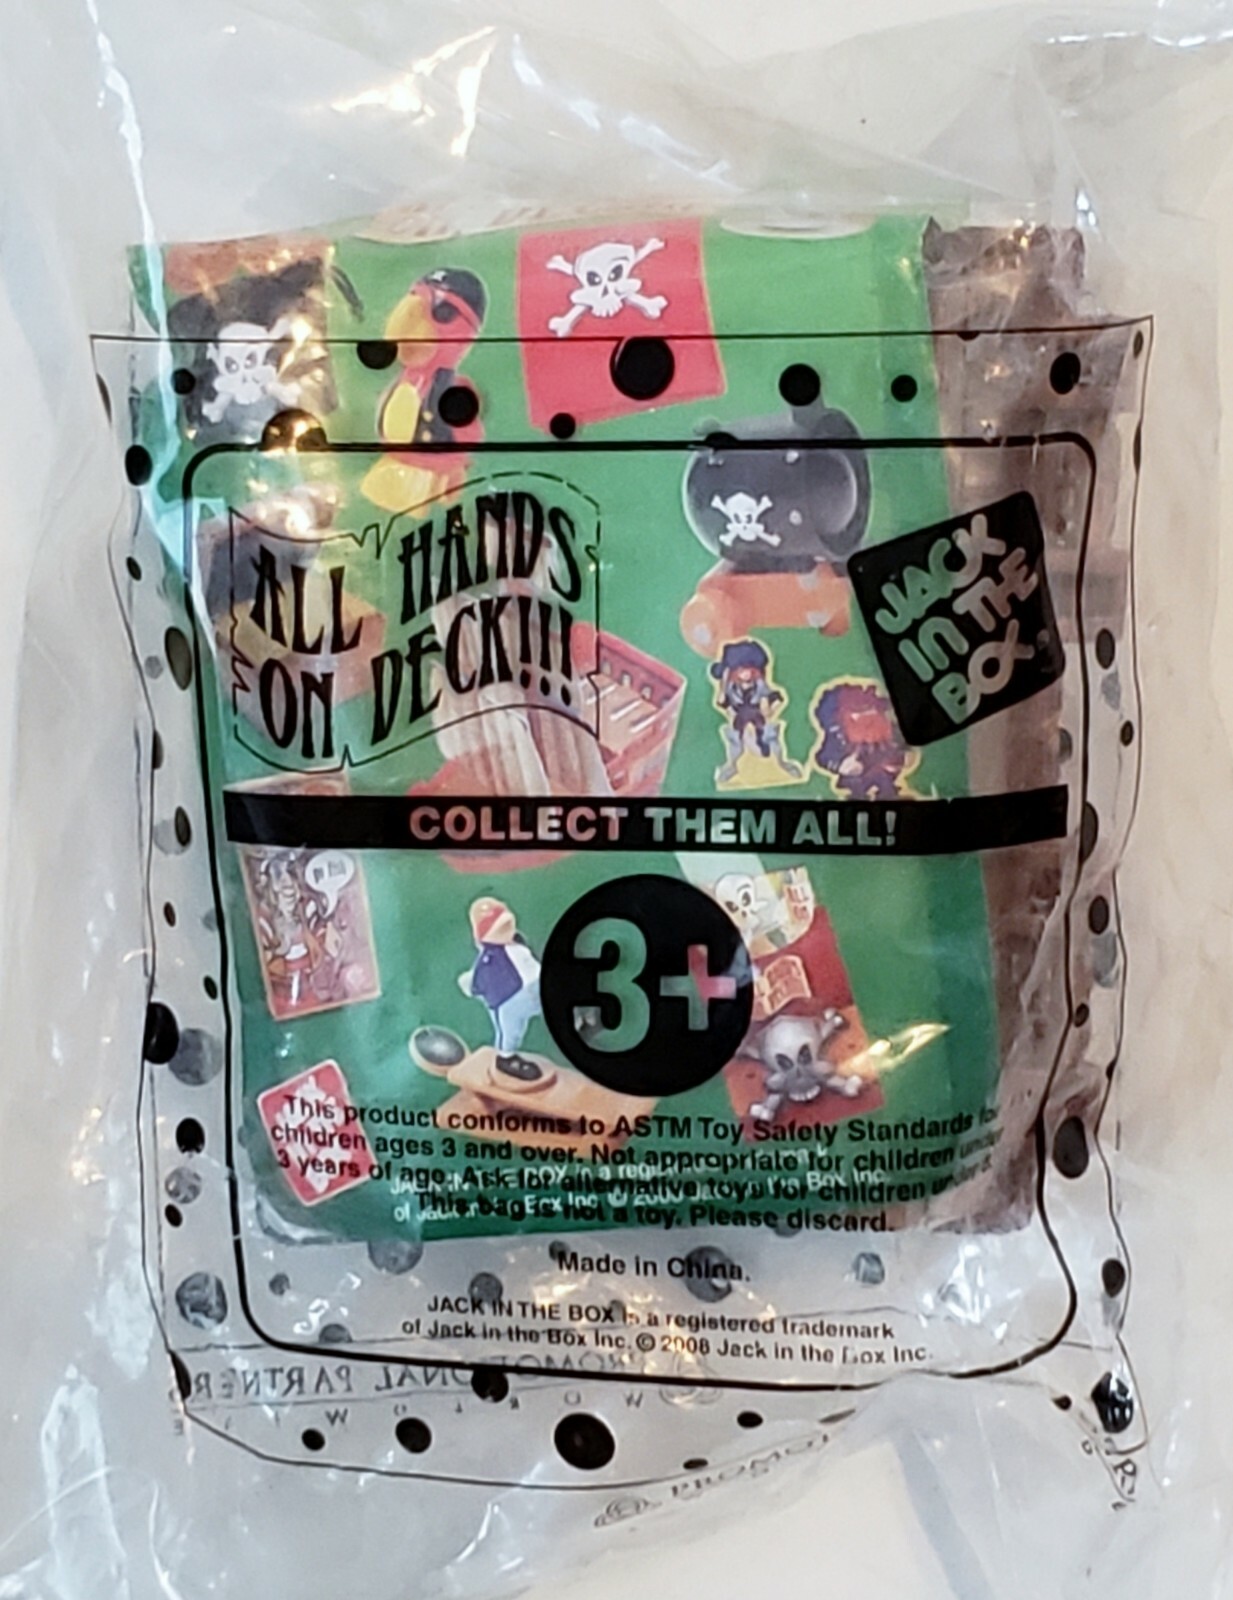 ALL HANDS
ON DECK!!!
JACK
IN THE
BOX
COLLECT THEM ALL!
3+
This product conforms to ASTM Toy Safety Standards for
children ages 3 and over. Not appropriate for children under
3 years of age. Ask for alternative toys for children under 3.
This bag is not a toy. Please discard.
Made in China.
JACK IN THE BOX is a registered trademark
of Jack in the Box Inc. © 2008 Jack in the Box Inc.
PROMOTIONAL PARTNERS
W O R L D W I D E